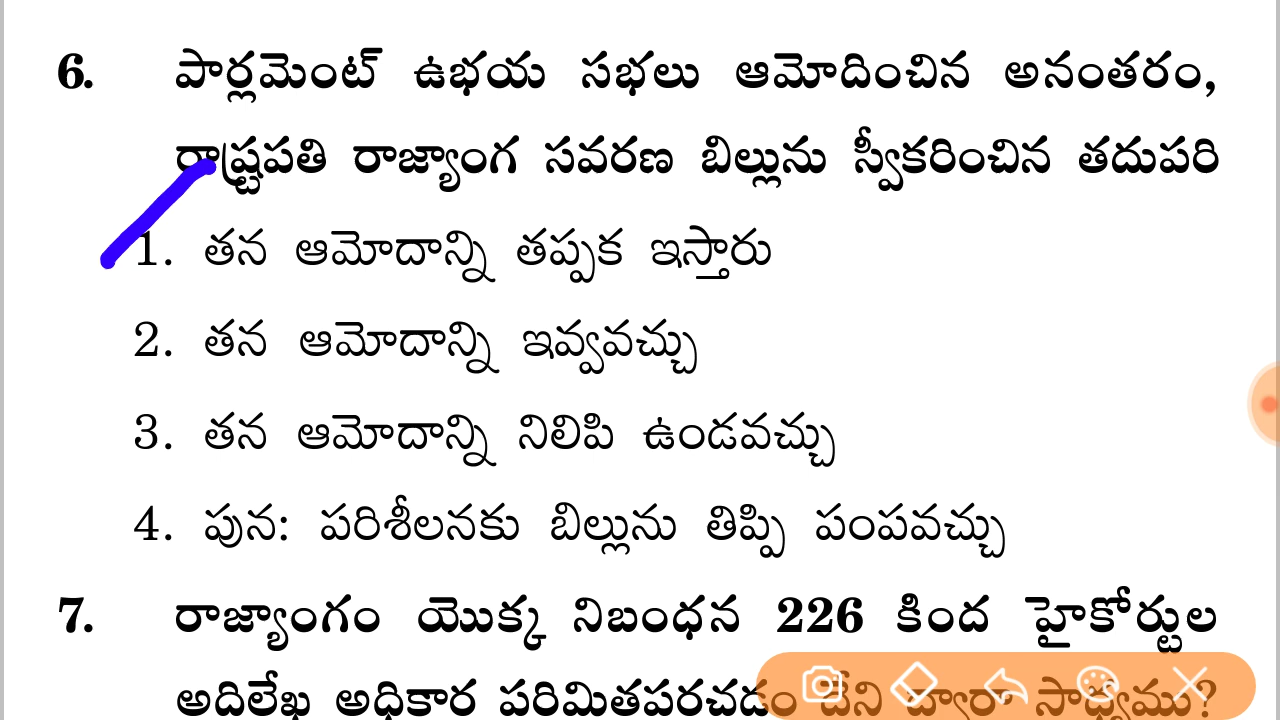 6. పార్లమెంట్ ఉభయ సభలు ఆమోదించిన అనంతరం,
రాష్ట్రపతి రాజ్యాంగ సవరణ బిల్లును స్వీకరించిన తదుపరి
1. తన ఆమోదాన్ని తప్పక ఇస్తారు
2. తన ఆమోదాన్ని ఇవ్వవచ్చు
3. తన ఆమోదాన్ని నిలిపి ఉండవచ్చు
4. పున: పరిశీలనకు బిల్లును తిప్పి పంపవచ్చు
7. రాజ్యాంగం యొక్క నిబంధన 226 కింద హైకోర్టుల
అదిలేఖ అధికార పరిమితపరచడం దేని ద్వారా సాధ్యము?